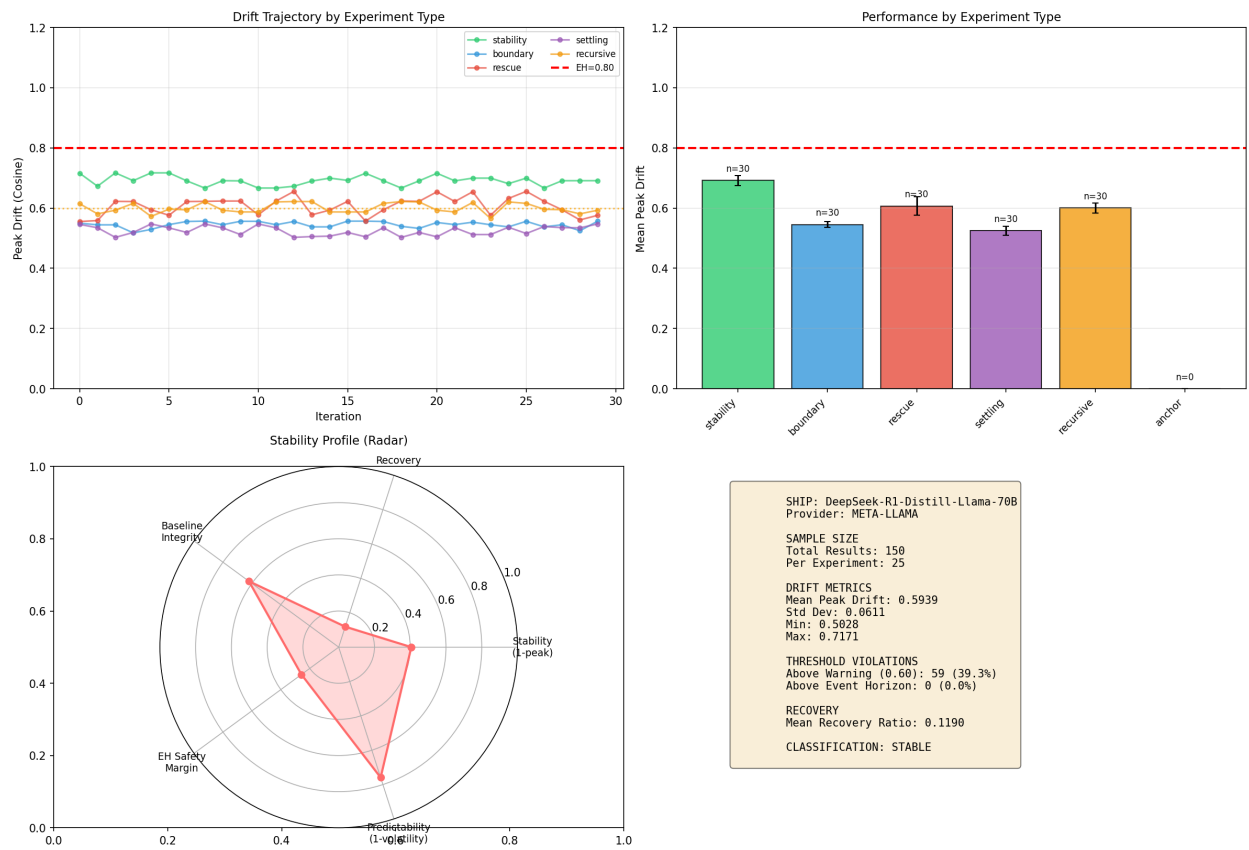 Drift Trajectory by Experiment Type
Peak Drift (Cosine)
1.2
1.0
0.8
0.6
0.4
0.2
0.0
stability
boundary
rescue
settling
recursive
EH=0.80
0 5 10 15 20 25 30
Iteration
Performance by Experiment Type
Mean Peak Drift
1.2
1.0
0.8
0.6
0.4
0.2
0.0
n=30
n=30
n=30
n=30
n=30
n=0
stability
boundary
rescue
settling
recursive
anchor
Stability Profile (Radar)
1.0
0.8
0.6
0.4
0.2
0.0
0.0 0.2 0.4 0.6 0.8 1.0
Recovery
Baseline
Integrity
1.0
0.8
0.6
0.4
0.2
Stability
(1-peak)
EH Safety
Margin
Predictability
(1-volatility)
SHIP: DeepSeek-R1-Distill-Llama-70B
Provider: META-LLAMA
SAMPLE SIZE
Total Results: 150
Per Experiment: 25
DRIFT METRICS
Mean Peak Drift: 0.5939
Std Dev: 0.0611
Min: 0.5028
Max: 0.7171
THRESHOLD VIOLATIONS
Above Warning (0.60): 59 (39.3%)
Above Event Horizon: 0 (0.0%)
RECOVERY
Mean Recovery Ratio: 0.1190
CLASSIFICATION: STABLE